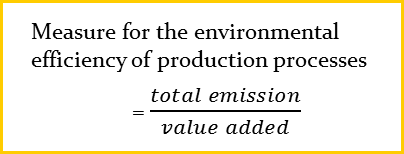 Measure for the environmental
efficiency of production processes
= total emission
value added